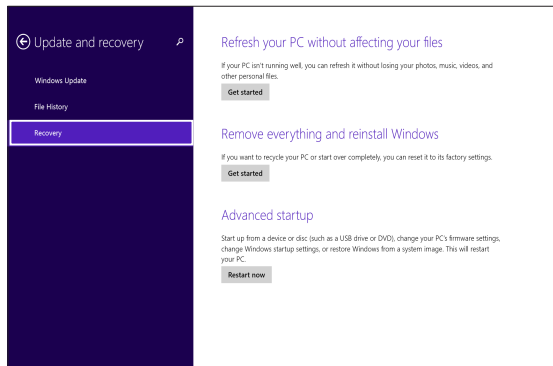 Update and recovery
Windows Update
File History
Recovery
Refresh your PC without affecting your files
If your PC isn't running well, you can refresh it without losing your photos, music, videos, and
other personal files.
Get started
Remove everything and reinstall Windows
If you want to recycle your PC or start over completely, you can reset it to its factory settings.
Get started
Advanced startup
Start up from a device or disc (such as a USB drive or DVD), change your PC's firmware settings,
change Windows startup settings, or restore Windows from a system image. This will restart
your PC.
Restart now